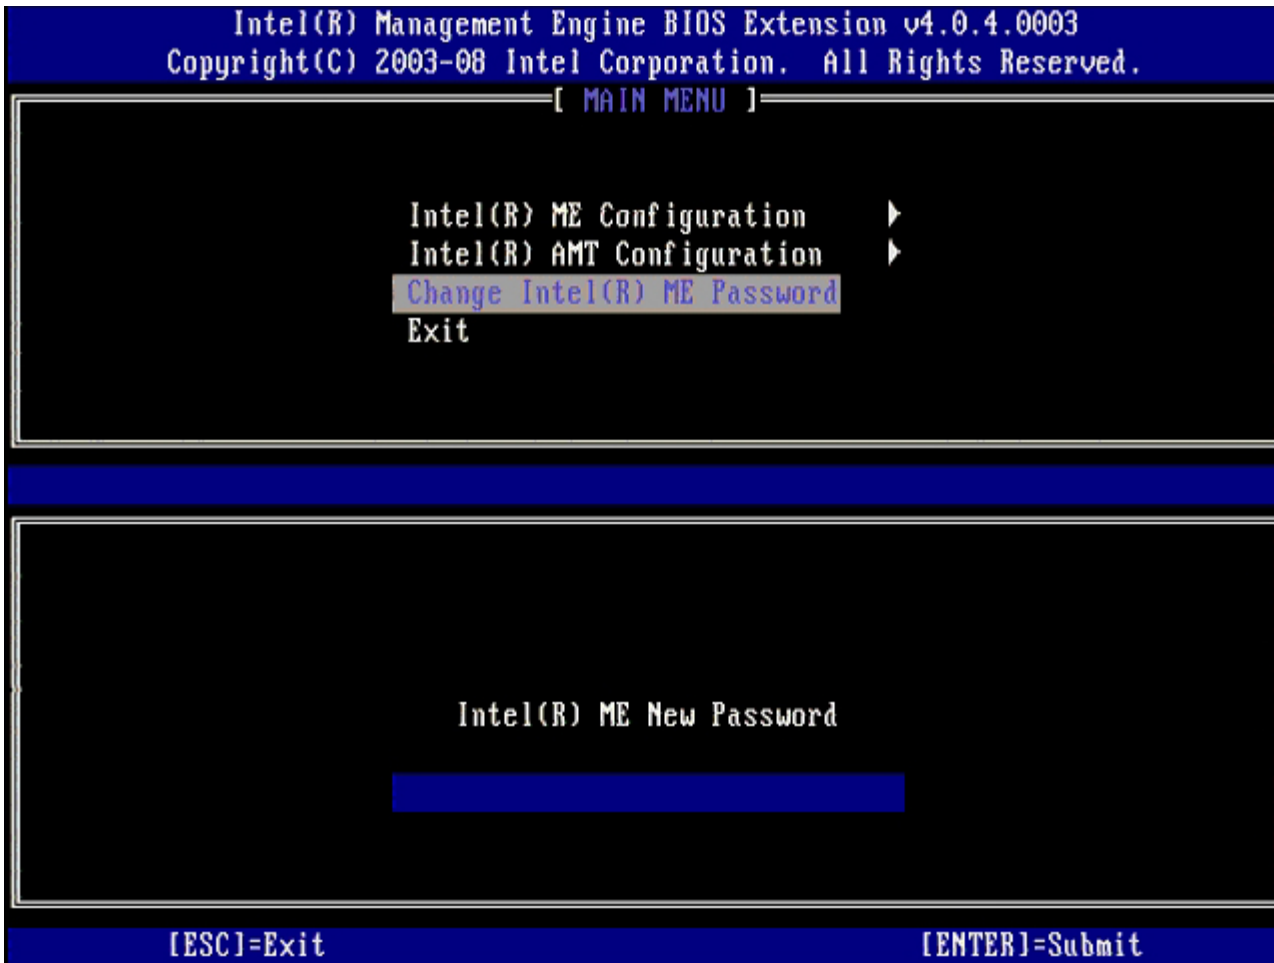 Intel(R) Management Engine BIOS Extension v4.0.4.0003
Copyright(C) 2003-08 Intel Corporation. All Rights Reserved.
[ MAIN MENU ]
Intel(R) ME Configuration
Intel(R) AMT Configuration
Change Intel(R) ME Password
Exit
Intel(R) ME New Password
[ESC]=Exit [ENTER]=Submit